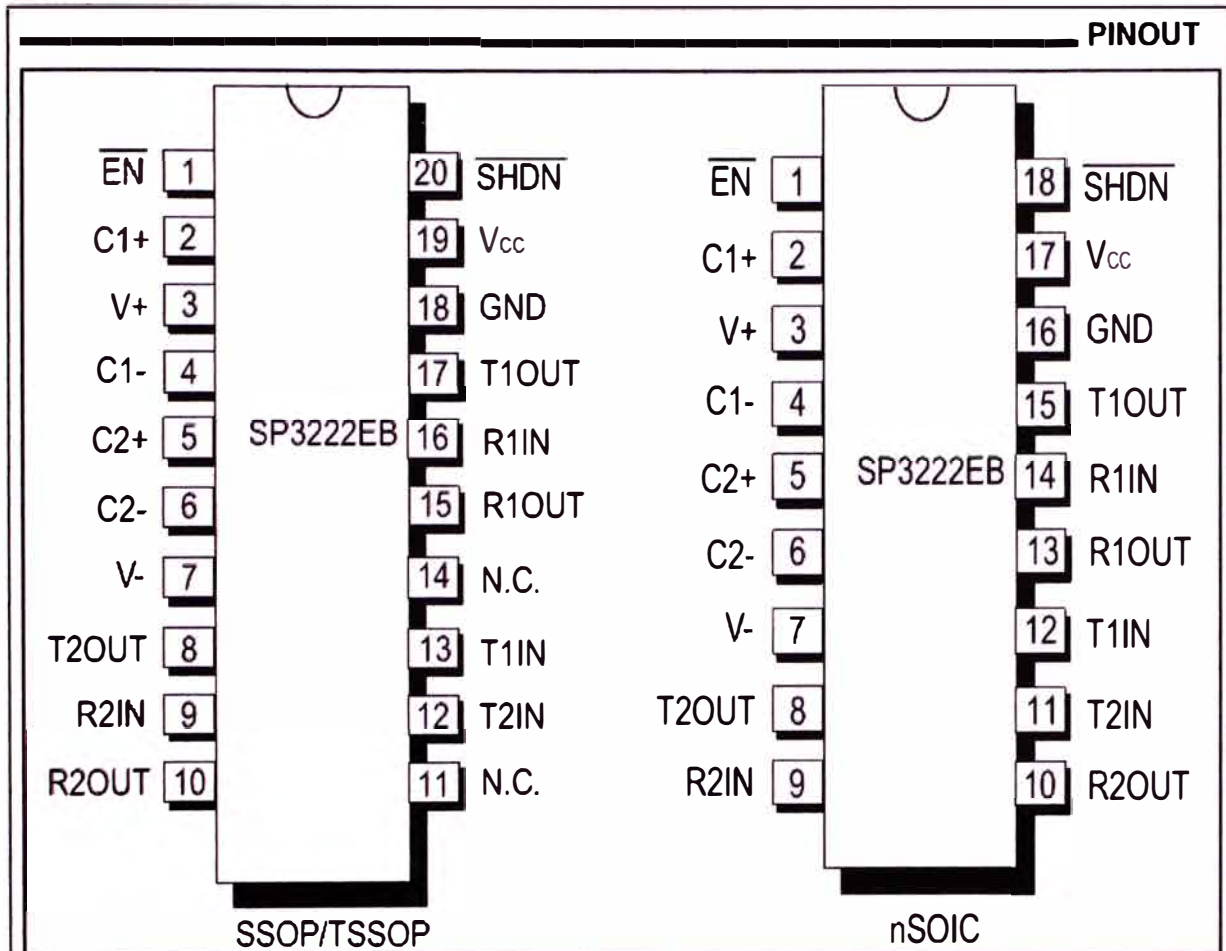 PINOUT
EN 1 20 SHDN
C1+ 2 19 Vcc
V+ 3 18 GND
C1- 4 17 T1OUT
C2+ 5 SP3222EB 16 R1IN
C2- 6 15 R1OUT
V- 7 14 N.C.
T2OUT 8 13 T1IN
R2IN 9 12 T2IN
R2OUT 10 11 N.C.
SSOP/TSSOP
EN 1 18 SHDN
C1+ 2 17 Vcc
V+ 3 16 GND
C1- 4 15 T1OUT
C2+ 5 SP3222EB 14 R1IN
C2- 6 13 R1OUT
V- 7 12 T1IN
T2OUT 8 11 T2IN
R2IN 9 10 R2OUT
nSOIC